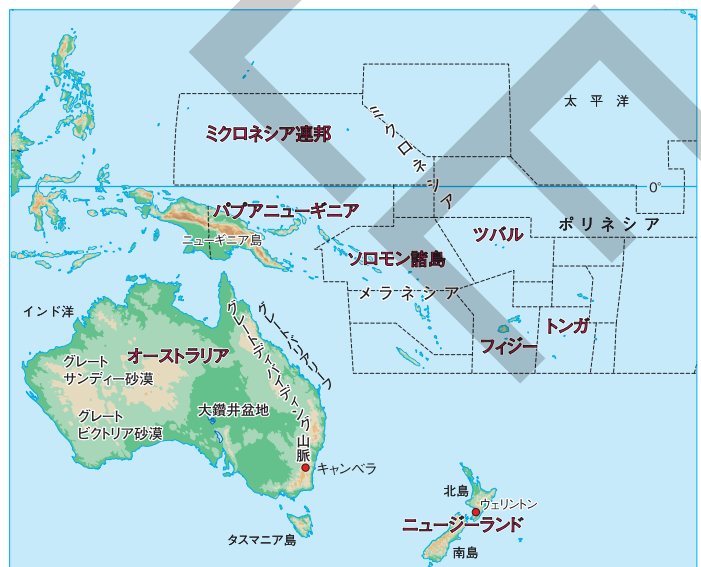 太平洋
ミクロネシア連邦
ミクロネシア
0°
パプアニューギニア
ニューギニア島
ツバル
ポリネシア
ソロモン諸島
メラネシア
インド洋
トンガ
フィジー
オーストラリア
グレートバリアリーフ
グレートディバイディング山脈
グレート
サンディー砂漠
大鑽井盆地
グレート
ビクトリア砂漠
キャンベラ
北島
ウェリントン
ニュージーランド
タスマニア島
南島